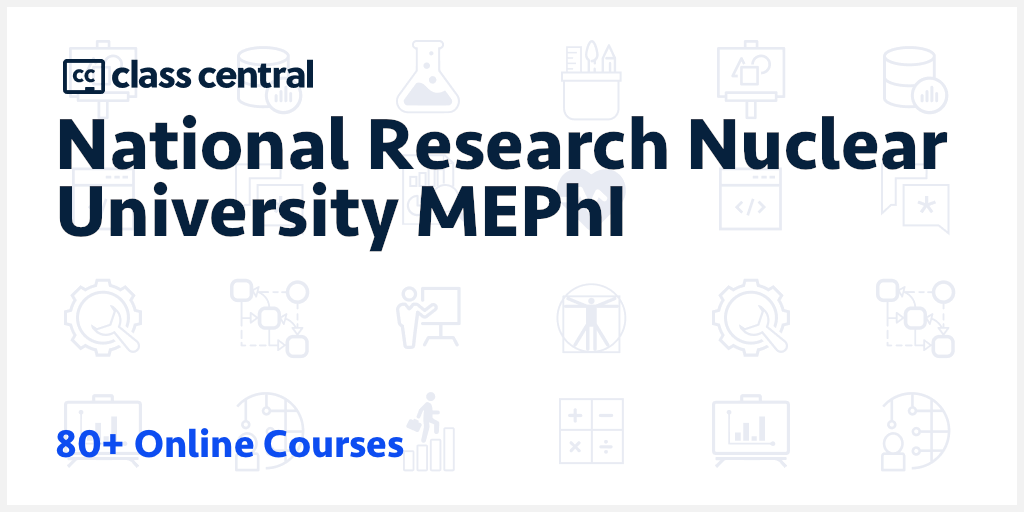 cc class central
National Research Nuclear
University MEPhI
80+ Online Courses